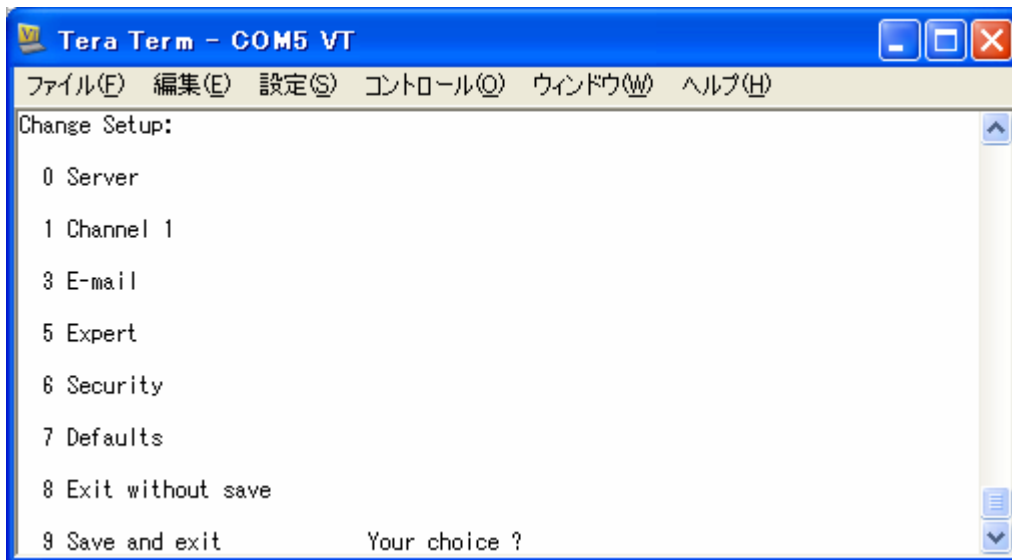 Tera Term - COM5 VT
ファイル(F) 編集(E) 設定(S) コントロール(O) ウィンドウ(W) ヘルプ(H)
Change Setup:
0 Server
1 Channel 1
3 E-mail
5 Expert
6 Security
7 Defaults
8 Exit without save
9 Save and exit Your choice ?